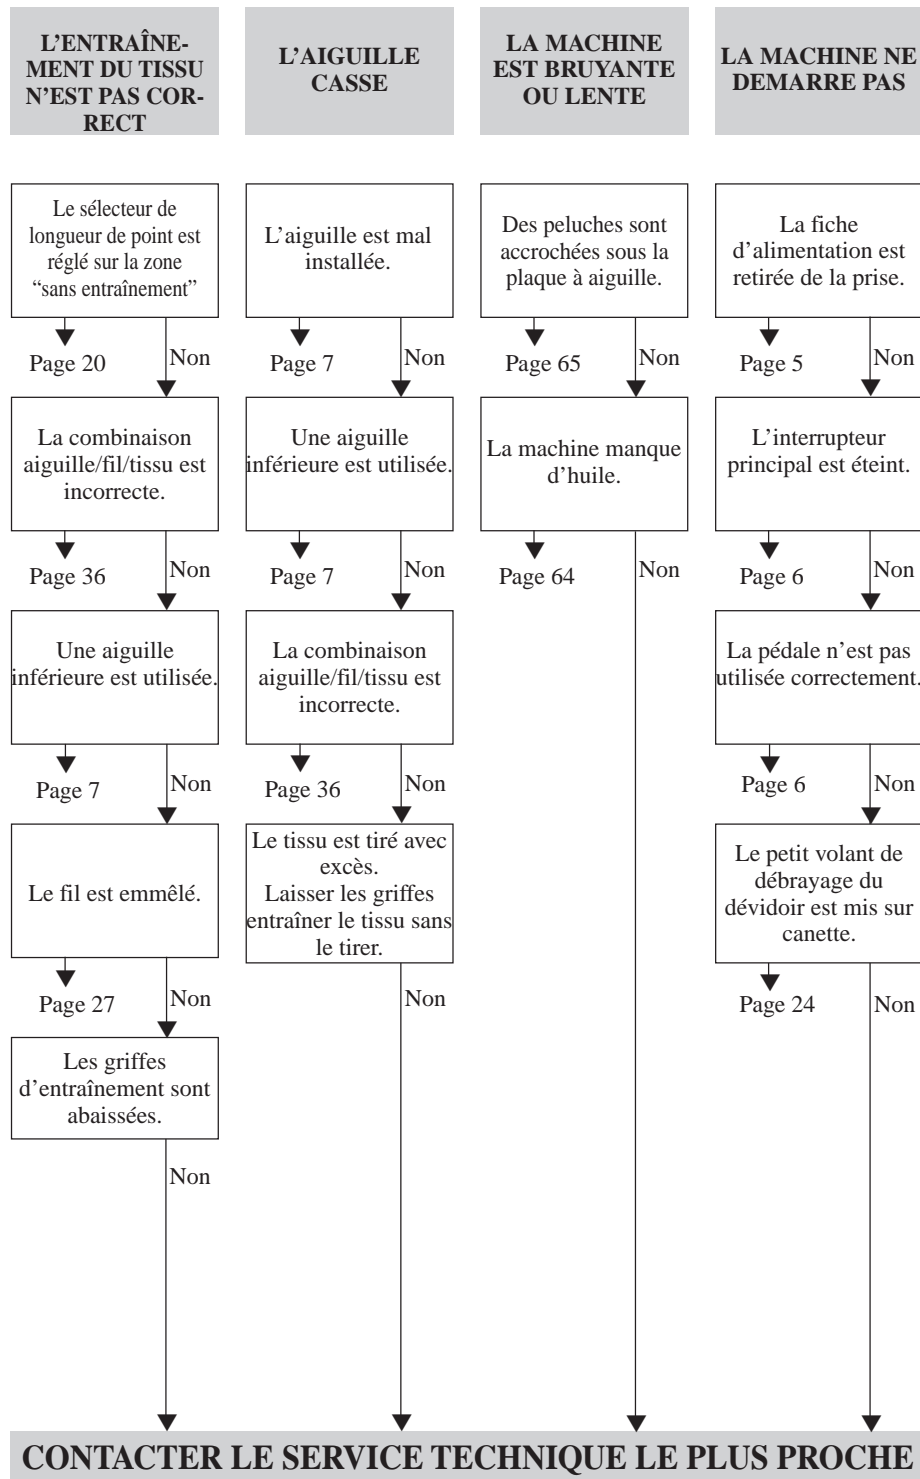 L’ENTRAÎNE-
MENT DU TISSU
N’EST PAS COR-
RECT
Le sélecteur de
longueur de point est
réglé sur la zone
“sans entraînement”
Page 20
Non
La combinaison
aiguille/fil/tissu est
incorrecte.
Page 36
Non
Une aiguille
inférieure est utilisée.
Page 7
Non
Le fil est emmêlé.
Page 27
Non
Les griffes
d’entraînement sont
abaissées.
Non
L’AIGUILLE
CASSE
L’aiguille est mal
installée.
Page 7
Non
Une aiguille
inférieure est utilisée.
Page 7
Non
La combinaison
aiguille/fil/tissu est
incorrecte.
Page 36
Non
Le tissu est tiré avec
excès.
Laisser les griffes
entraîner le tissu sans
le tirer.
Non
LA MACHINE
EST BRUYANTE
OU LENTE
Des peluches sont
accrochées sous la
plaque à aiguille.
Page 65
Non
La machine manque
d’huile.
Page 64
Non
LA MACHINE NE
DEMARRE PAS
La fiche
d’alimentation est
retirée de la prise.
Page 5
Non
L’interrupteur
principal est éteint.
Page 6
Non
La pédale n’est pas
utilisée correctement.
Page 6
Non
Le petit volant de
débrayage du
dévidoir est mis sur
canette.
Page 24
Non
CONTACTER LE SERVICE TECHNIQUE LE PLUS PROCHE